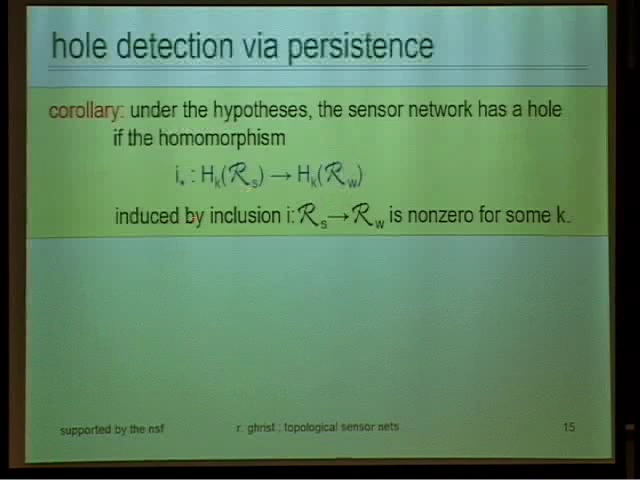 hole detection via persistence
corollary: under the hypotheses, the sensor network has a hole
if the homomorphism
i* : Hk(ℛs) → Hk(ℛw)
induced by inclusion i: ℛs → ℛw is nonzero for some k.
supported by the nsf
r. ghrist : topological sensor nets
15